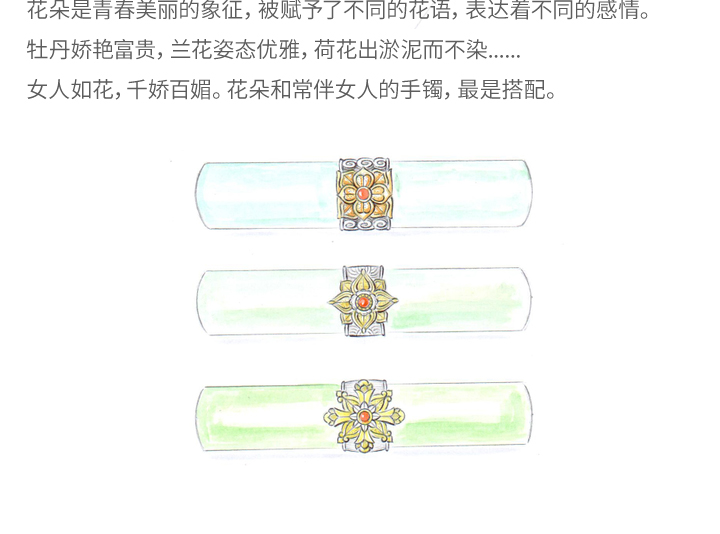 花朵是青春美丽的象征，被赋予了不同的花语，表达着不同的感情。
牡丹娇艳富贵，兰花姿态优雅，荷花出淤泥而不染......
女人如花，千娇百媚。花朵和常伴女人的手镯，最是搭配。